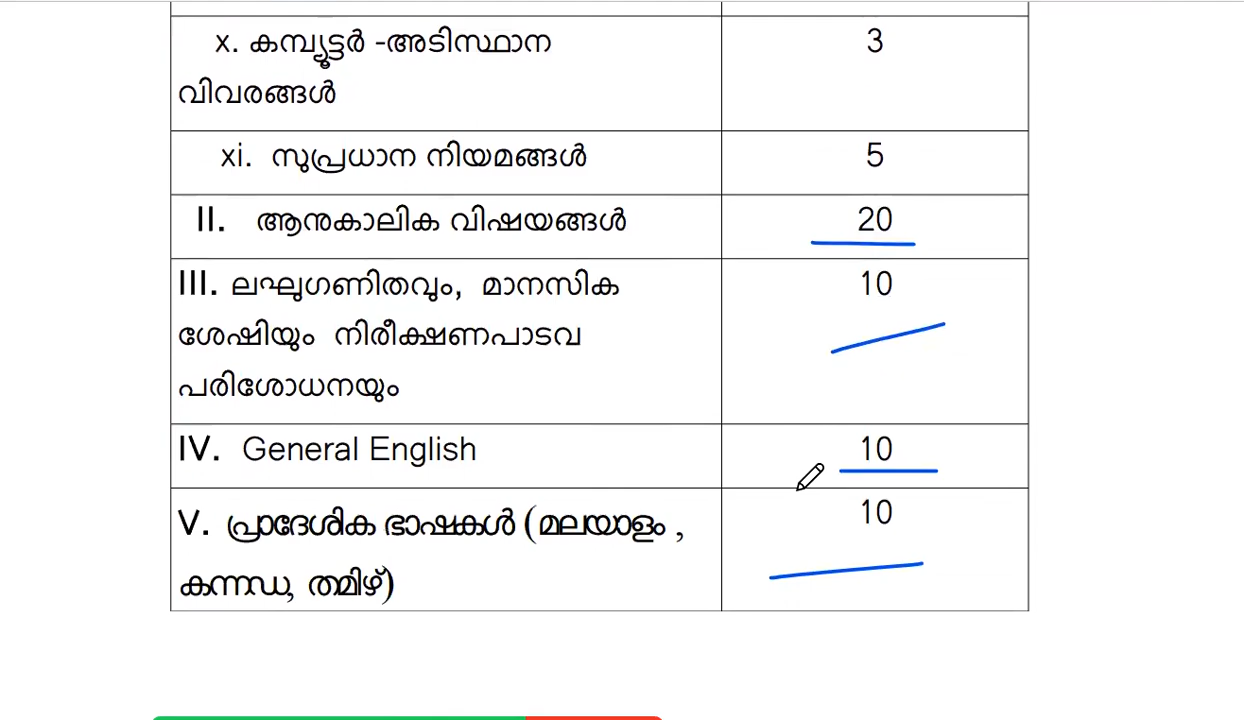 x. കമ്പ്യൂട്ടർ -അടിസ്ഥാന 3
വിവരങ്ങൾ
xi. സുപ്രധാന നിയമങ്ങൾ 5
II. ആനുകാലിക വിഷയങ്ങൾ 20
III. ലഘുഗണിതവും, മാനസിക 10
ശേഷിയും നിരീക്ഷണപാടവ
പരിശോധനയും
IV. General English 10
V. പ്രാദേശിക ഭാഷകൾ (മലയാളം , 10
കന്നഡ, തമിഴ്)